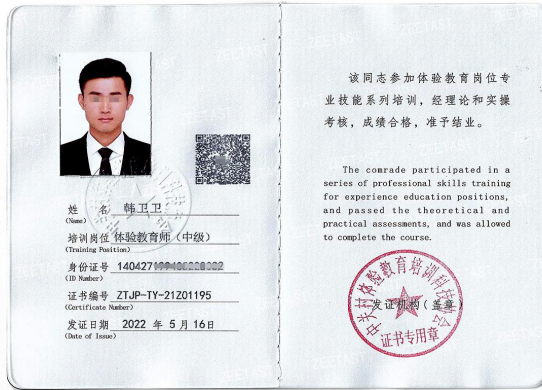 姓 名 韩卫卫
(Name)
培训岗位 体验教育师（中级）
(Training Position)
身份证号 140427
(ID Number)
证书编号 ZTJP-TY-21Z01195
(Certificate Number)
发证日期 2022 年 5 月 16日
(Date of Issue)
该同志参加体验教育岗位专
业技能系列培训，经理论和实操
考核，成绩合格，准予结业。
The comrade participated in a
series of professional skills training
for experience education positions,
and passed the theoretical and
practical assessments, and was allowed
to complete the course.
发证机构（盖章）
证书专用章